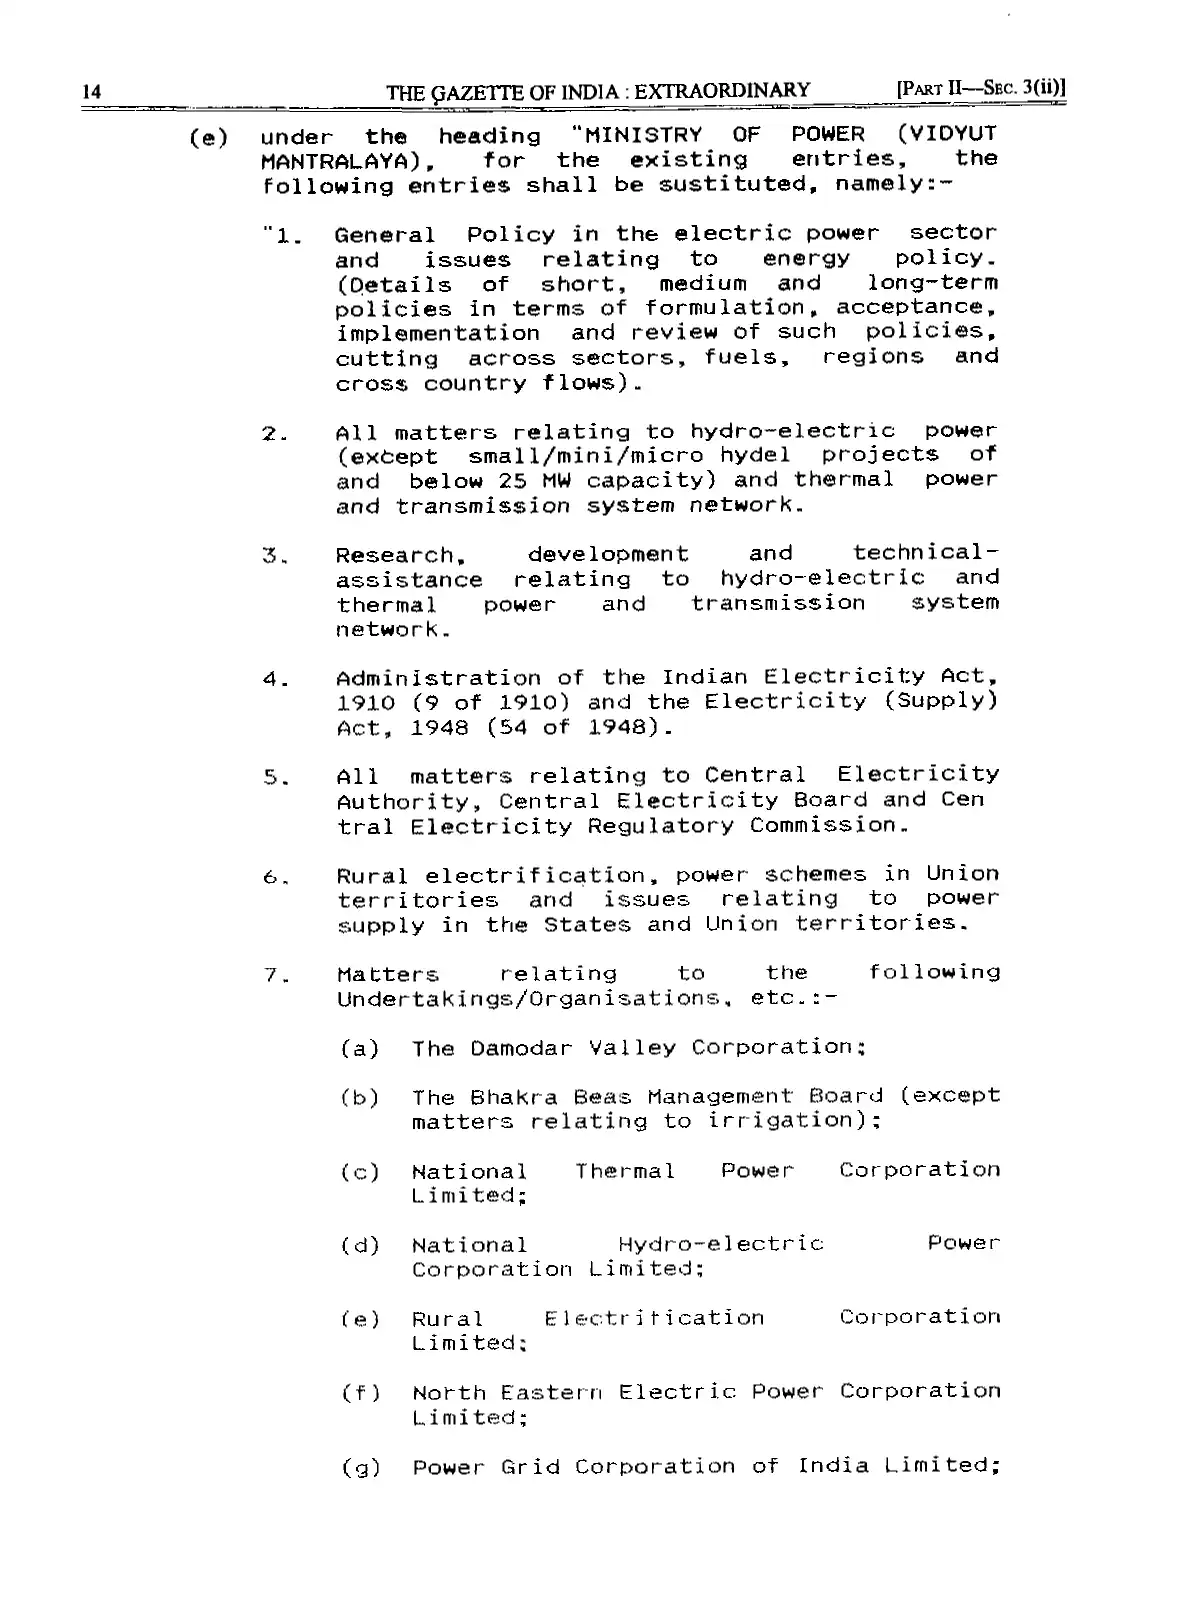 14 THE GAZETTE OF INDIA : EXTRAORDINARY [PART II—SEC. 3(ii)]
(e) under the heading "MINISTRY OF POWER (VIDYUT
MANTRALAYA), for the existing entries, the
following entries shall be sustituted, namely:-
"1. General Policy in the electric power sector
and issues relating to energy policy.
(Details of short, medium and long-term
policies in terms of formulation, acceptance,
implementation and review of such policies,
cutting across sectors, fuels, regions and
cross country flows).
2. All matters relating to hydro-electric power
(except small/mini/micro hydel projects of
and below 25 MW capacity) and thermal power
and transmission system network.
3. Research, development and technical-
assistance relating to hydro-electric and
thermal power and transmission system
network.
4. Administration of the Indian Electricity Act,
1910 (9 of 1910) and the Electricity (Supply)
Act, 1948 (54 of 1948).
5. All matters relating to Central Electricity
Authority, Central Electricity Board and Cen
tral Electricity Regulatory Commission.
6. Rural electrification, power schemes in Union
territories and issues relating to power
supply in the States and Union territories.
7. Matters relating to the following
Undertakings/Organisations, etc.:-
(a) The Damodar Valley Corporation;
(b) The Bhakra Beas Management Board (except
matters relating to irrigation);
(c) National Thermal Power Corporation
Limited;
(d) National Hydro-electric Power
Corporation Limited;
(e) Rural Electrification Corporation
Limited;
(f) North Eastern Electric Power Corporation
Limited;
(g) Power Grid Corporation of India Limited;